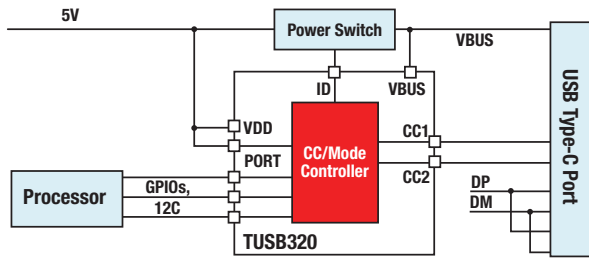 5V
Power Switch
VBUS
ID
VBUS
VDD
PORT
CC/Mode
Controller
CC1
CC2
USB Type-C Port
Processor
GPIOs,
12C
DP
DM
TUSB320